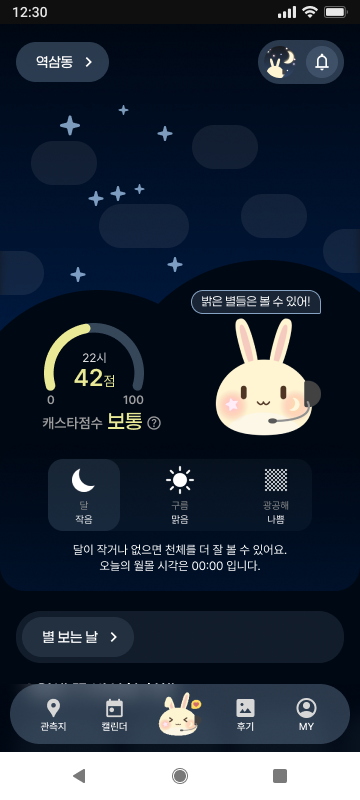 12:30
역삼동
밝은 별들은 볼 수 있어!
22시
42점
0 100
캐스타점수 보통
달 구름 광공해
작음 맑음 나쁨
달이 작거나 없으면 천체를 더 잘 볼 수 있어요.
오늘의 월몰 시각은 00:00 입니다.
별 보는 날
관측지 캘린더 후기 MY